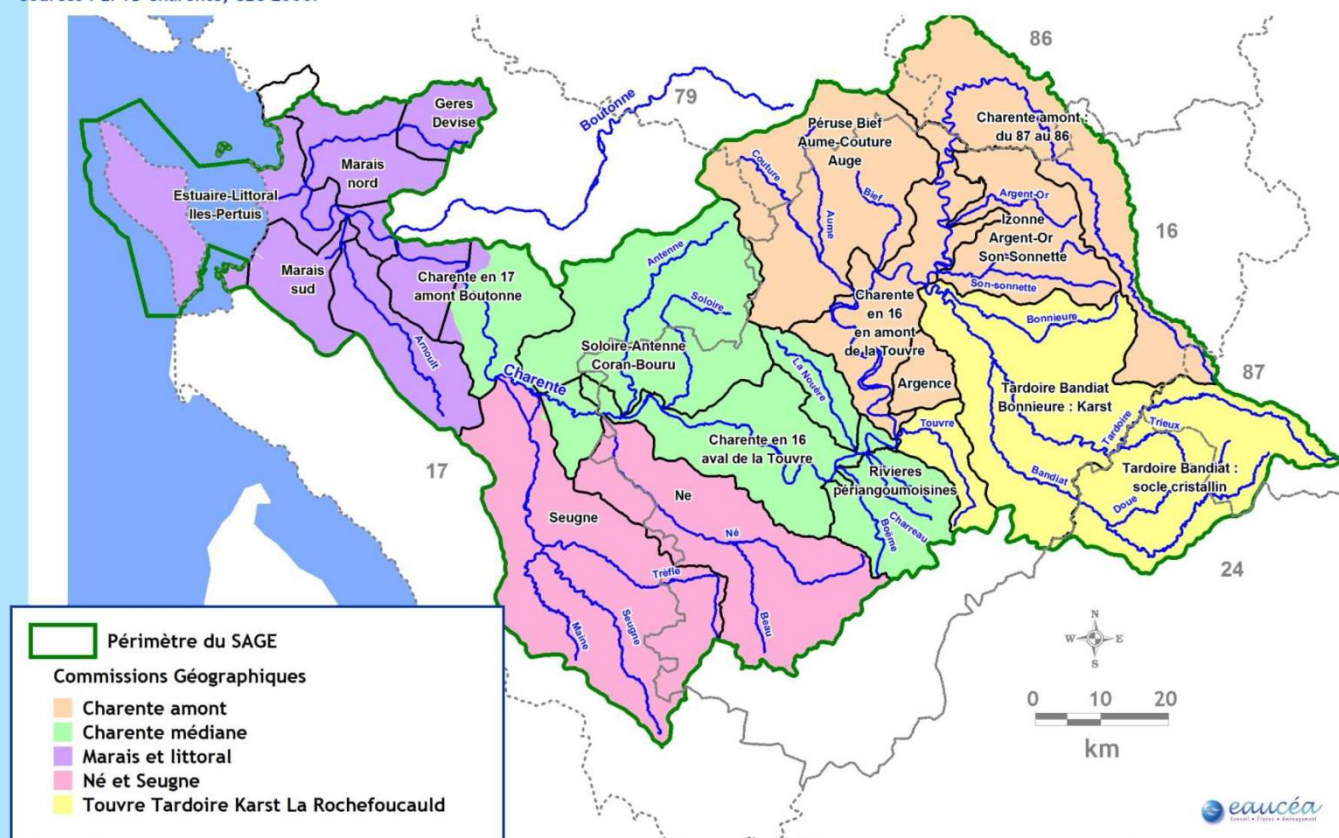 86
79
Geres
Devise
Boutonne
Péruse Bief
Aume-Couture
Auge
Charente amont :
du 87 au 86
Couture
Aume
Bief
Marais
nord
Estuaire-Littoral
Iles-Pertuis
Argent-Or
Izonne
Argent-Or
Son-Sonnette
16
Son-sonnette
Marais
sud
Charente en 17
amont Boutonne
Antenne
Soloire
Charente
en 16
en amont
de la Touvre
Bonnieure
Arnoult
Soloire-Antenne
Coran-Bouru
La Nouère
Argence
Tardoire Bandiat
Bonnieure : Karst
87
Charente
Touvre
Tardoire
Trieux
Charente en 16
aval de la Touvre
Rivieres
périangoumoisines
Bandiat
Tardoire Bandiat :
socle cristallin
Doue
17
Ne
Seugne
Né
Charreau
Boëme
24
Trèfle
Maine
Seugne
Beau
N
W E
S
0 10 20
km
Périmètre du SAGE
Commissions Géographiques
Charente amont
Charente médiane
Marais et littoral
Né et Seugne
Touvre Tardoire Karst La Rochefoucauld
eaucéa
Conseil • Études • Aménagement